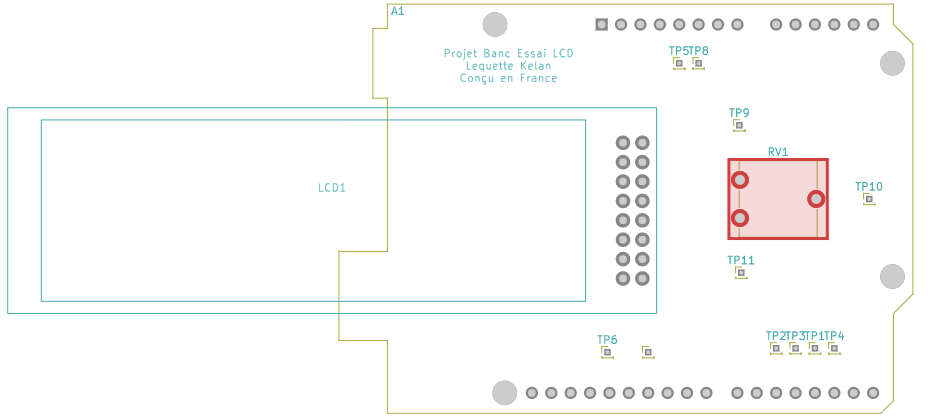 A1
Projet Banc Essai LCD
Lequette Kelan
Conçu en France
TP5 TP8
TP9
RV1
LCD1
TP10
TP11
TP6
TP2 TP3 TP1 TP4